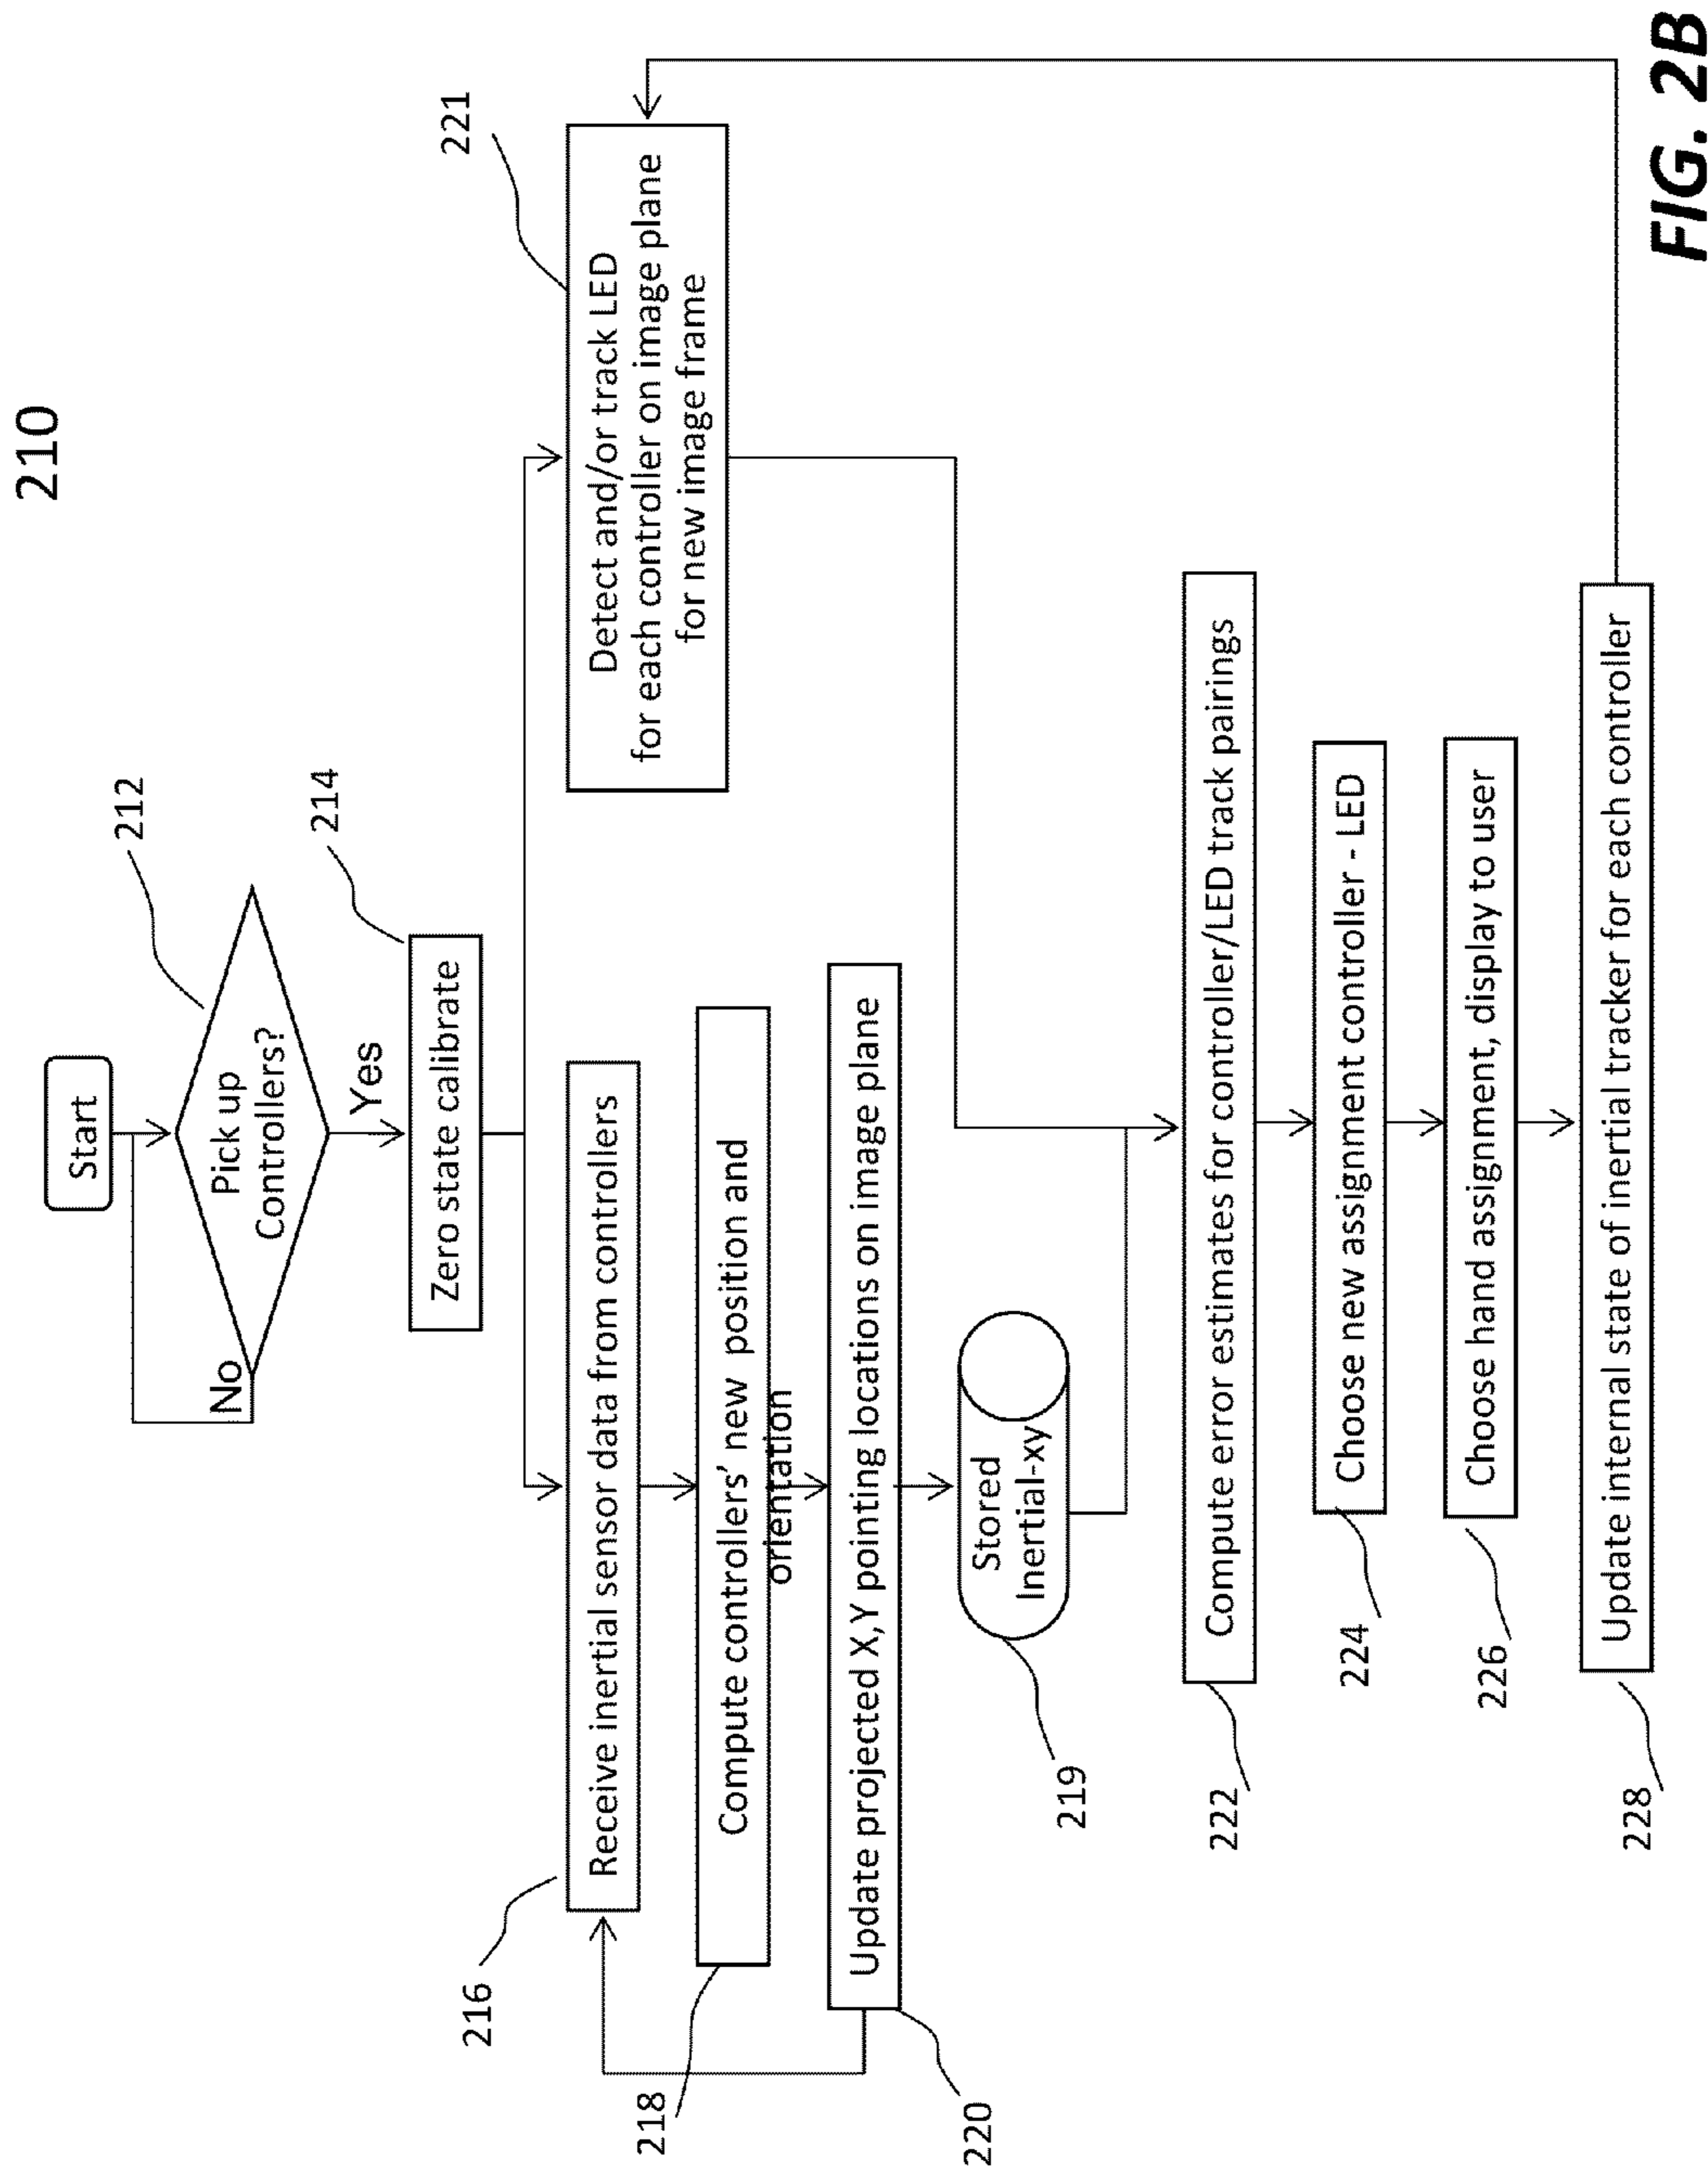 210
Start
212
Pick up
Controllers?
No
Yes
214
Zero state calibrate
216
Receive inertial sensor data from controllers
221
Detect and/or track LED
for each controller on image plane
for new image frame
218
Compute controllers’ new position and
orientation
220
Update projected X,Y pointing locations on image plane
219
Stored
Inertial-xy
222
Compute error estimates for controller/LED track pairings
224
Choose new assignment controller - LED
226
Choose hand assignment, display to user
228
Update internal state of inertial tracker for each controller
FIG. 2B